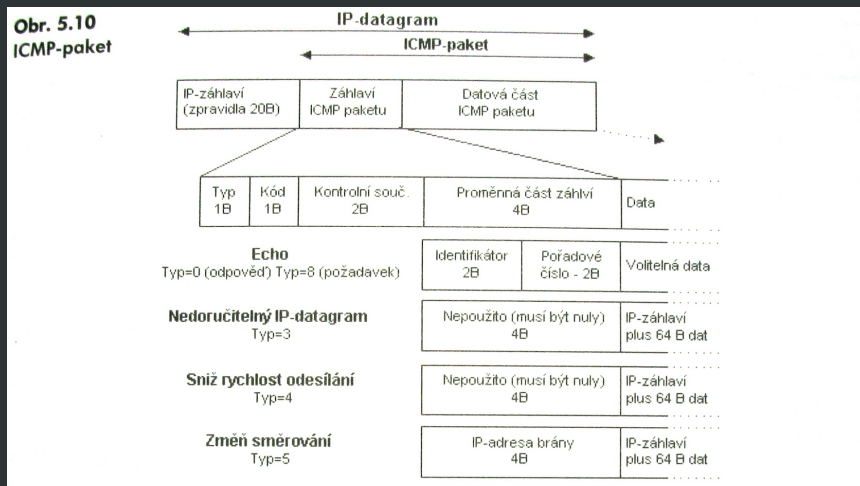 Obr. 5.10
ICMP-paket
IP-datagram
ICMP-paket
IP-záhlaví
(zpravidla 20B)
Záhlaví
ICMP paketu
Datová část
ICMP paketu
Typ
1B
Kód
1B
Kontrolní souč.
2B
Proměnná část záhlví
4B
Data
Echo
Typ=0 (odpověď) Typ=8 (požadavek)
Identifikátor
2B
Pořadové
číslo - 2B
Volitelná data
Nedoručitelný IP-datagram
Typ=3
Nepoužito (musí být nuly)
4B
IP-záhlaví
plus 64 B dat
Sniž rychlost odesílání
Typ=4
Nepoužito (musí být nuly)
4B
IP-záhlaví
plus 64 B dat
Změň směrování
Typ=5
IP-adresa brány
4B
IP-záhlaví
plus 64 B dat